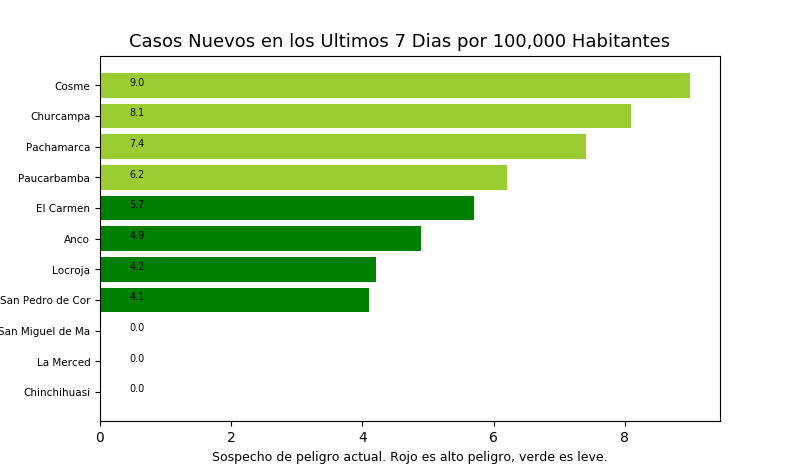 Casos Nuevos en los Ultimos 7 Dias por 100,000 Habitantes
Cosme 9.0
Churcampa 8.1
Pachamarca 7.4
Paucarbamba 6.2
El Carmen 5.7
Anco 4.9
Locroja 4.2
San Pedro de Cor 4.1
San Miguel de Ma 0.0
La Merced 0.0
Chinchihuasi 0.0
0 2 4 6 8
Sospecho de peligro actual. Rojo es alto peligro, verde es leve.